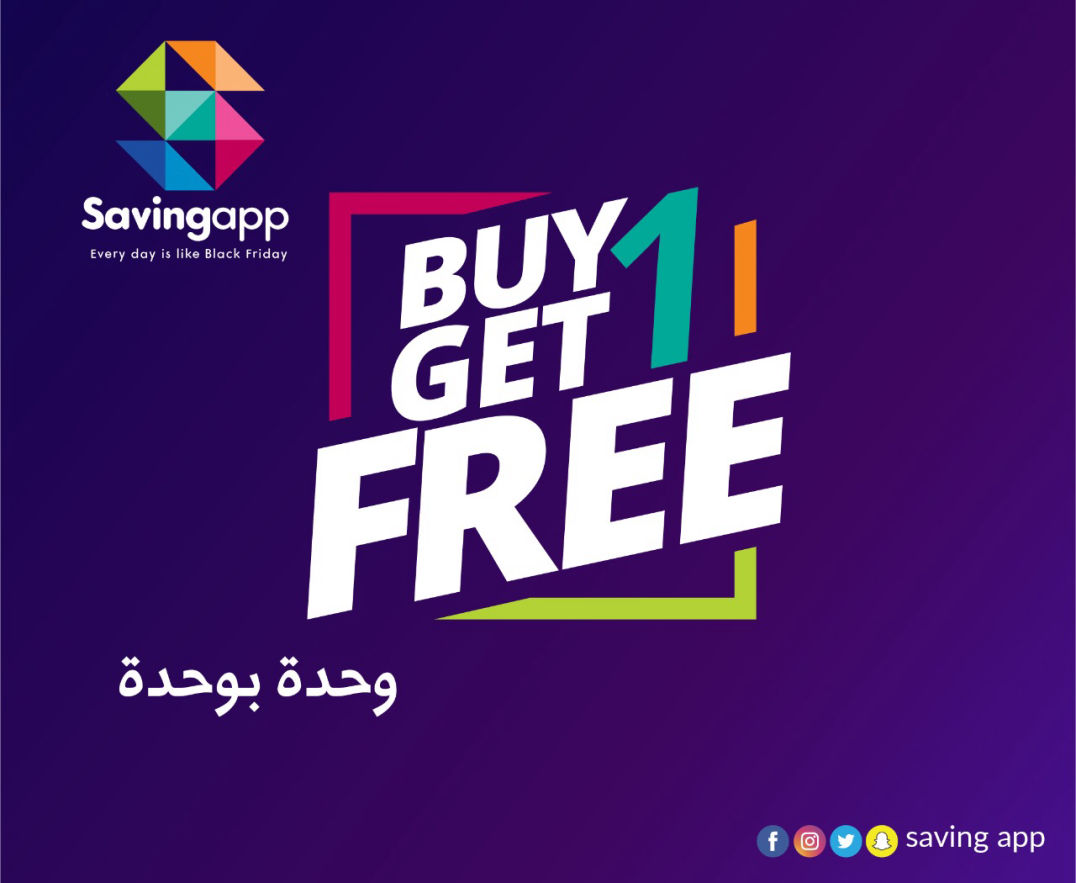 Savingapp
Every day is like Black Friday
BUY 1
GET
FREE
وحدة بوحدة
saving app